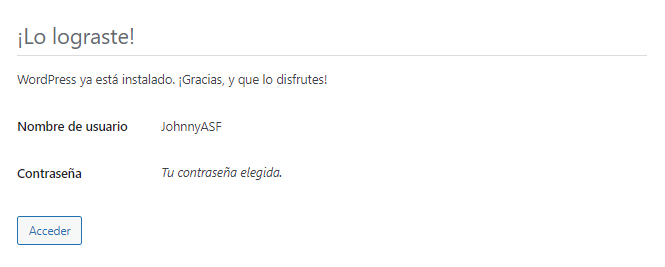 ¡Lo lograste!
WordPress ya está instalado. ¡Gracias, y que lo disfrutes!
Nombre de usuario JohnnyASF
Contraseña Tu contraseña elegida.
Acceder